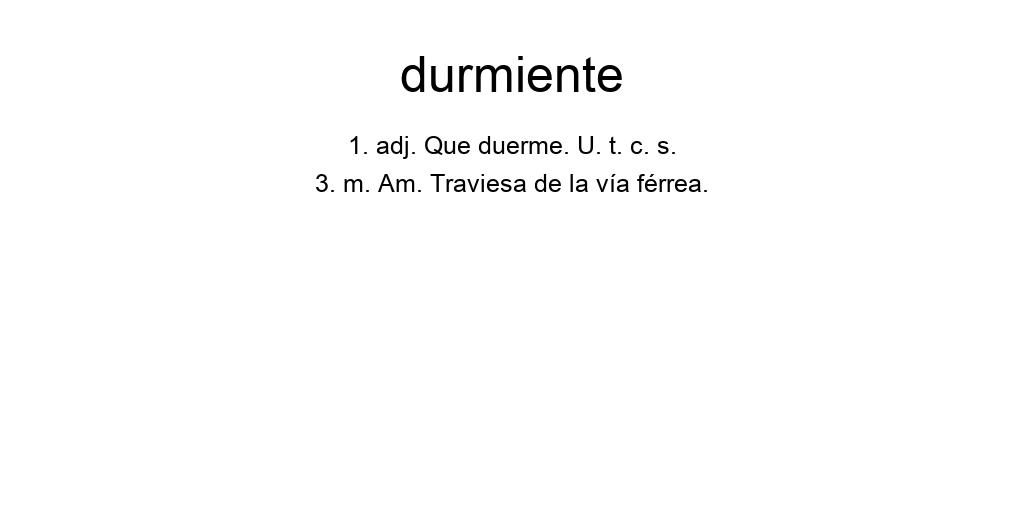 durmiente
1. adj. Que duerme. U. t. c. s.
3. m. Am. Traviesa de la vía férrea.